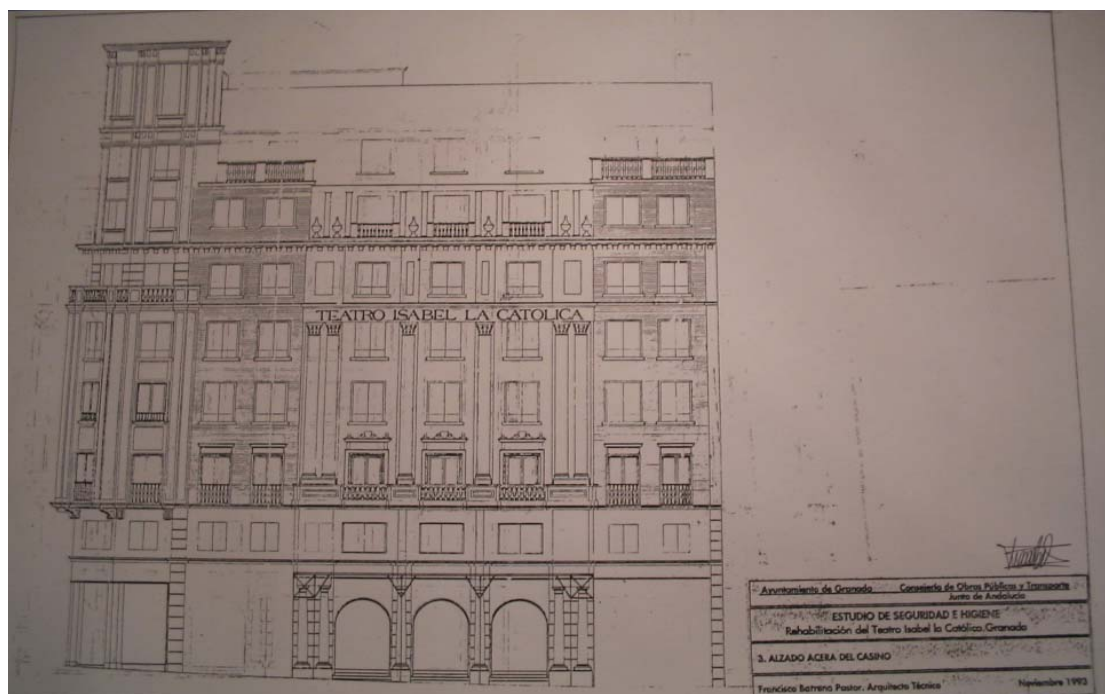 TEATRO ISABEL LA CATOLICA
Ayuntamiento de Granada Consejería de Obras Públicas y Transporte
Junta de Andalucía
ESTUDIO DE SEGURIDAD E HIGIENE
Rehabilitación del Teatro Isabel la Católica. Granada
3. ALZADO ACERA DEL CASINO
Francisco Pastor. Arquitecto Técnico Noviembre 1993